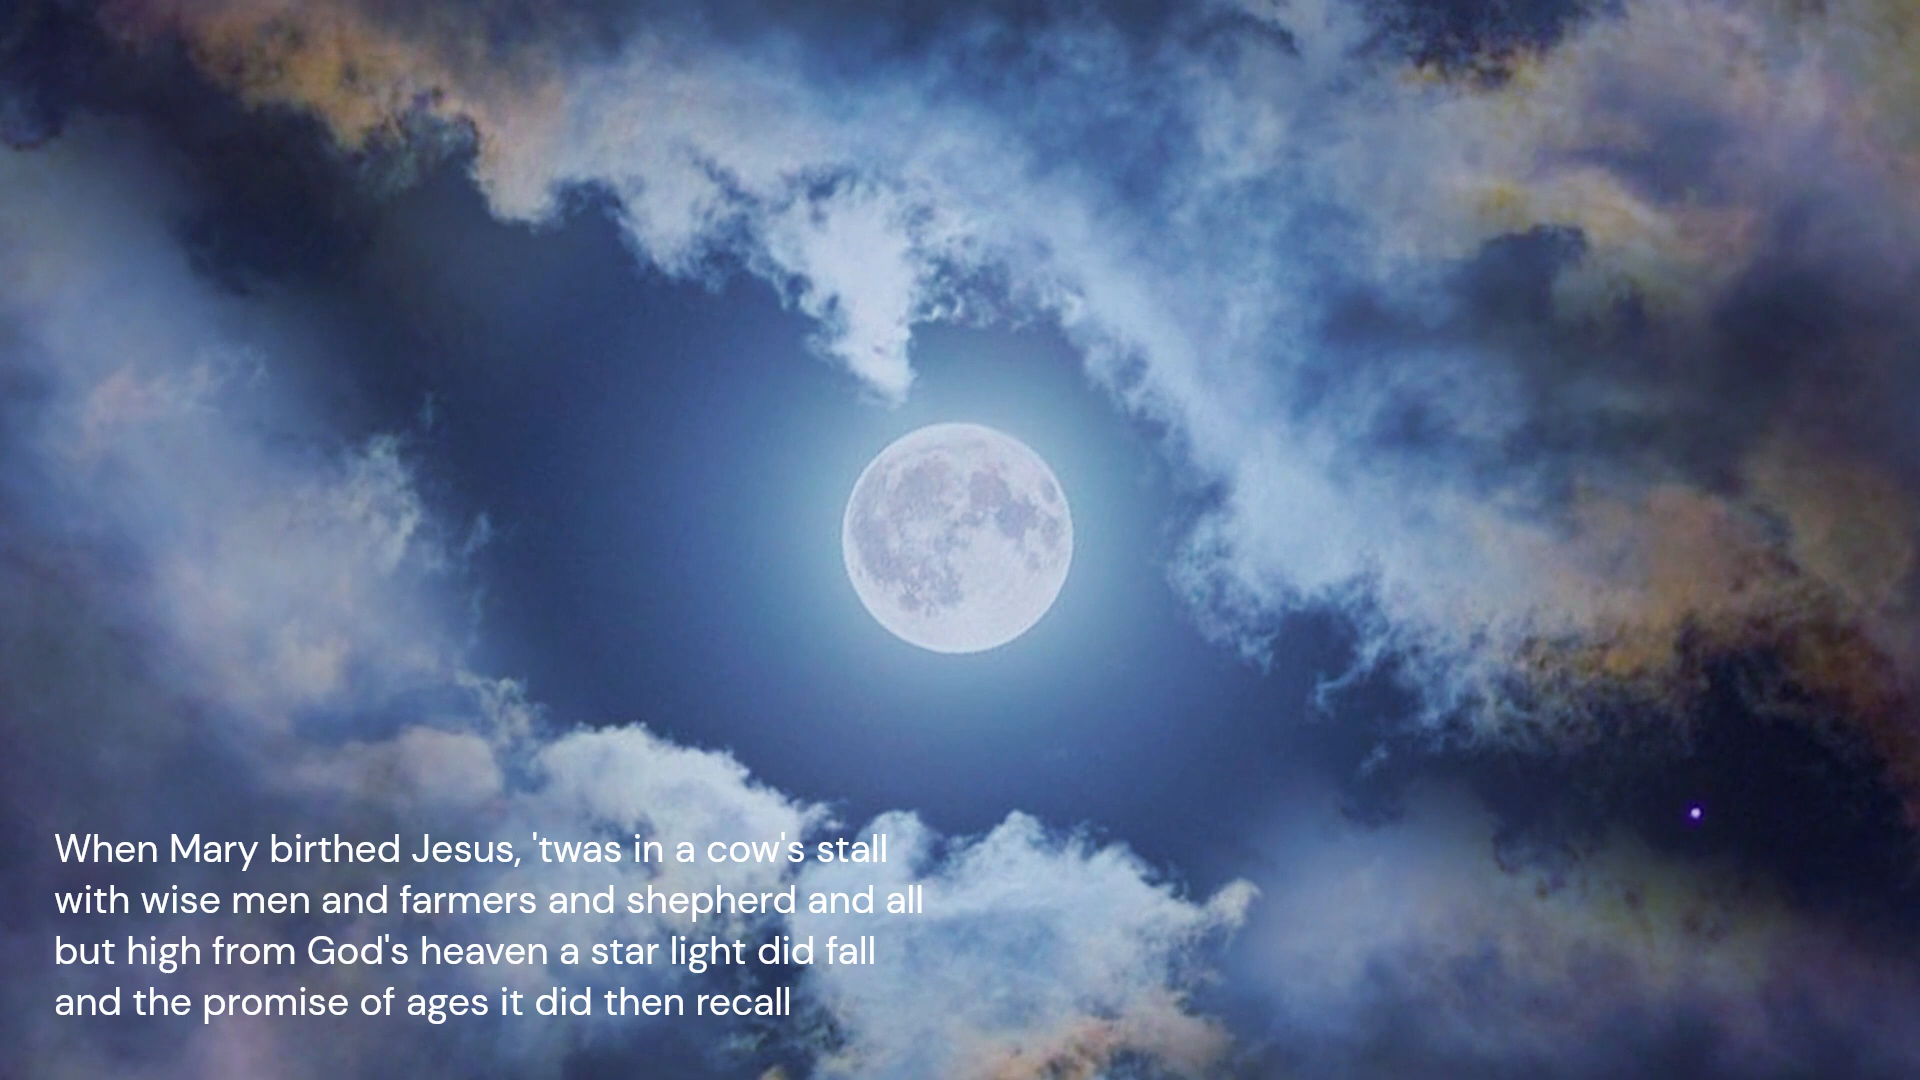 When Mary birthed Jesus, 'twas in a cow's stall
with wise men and farmers and shepherd and all
but high from God's heaven a star light did fall
and the promise of ages it did then recall